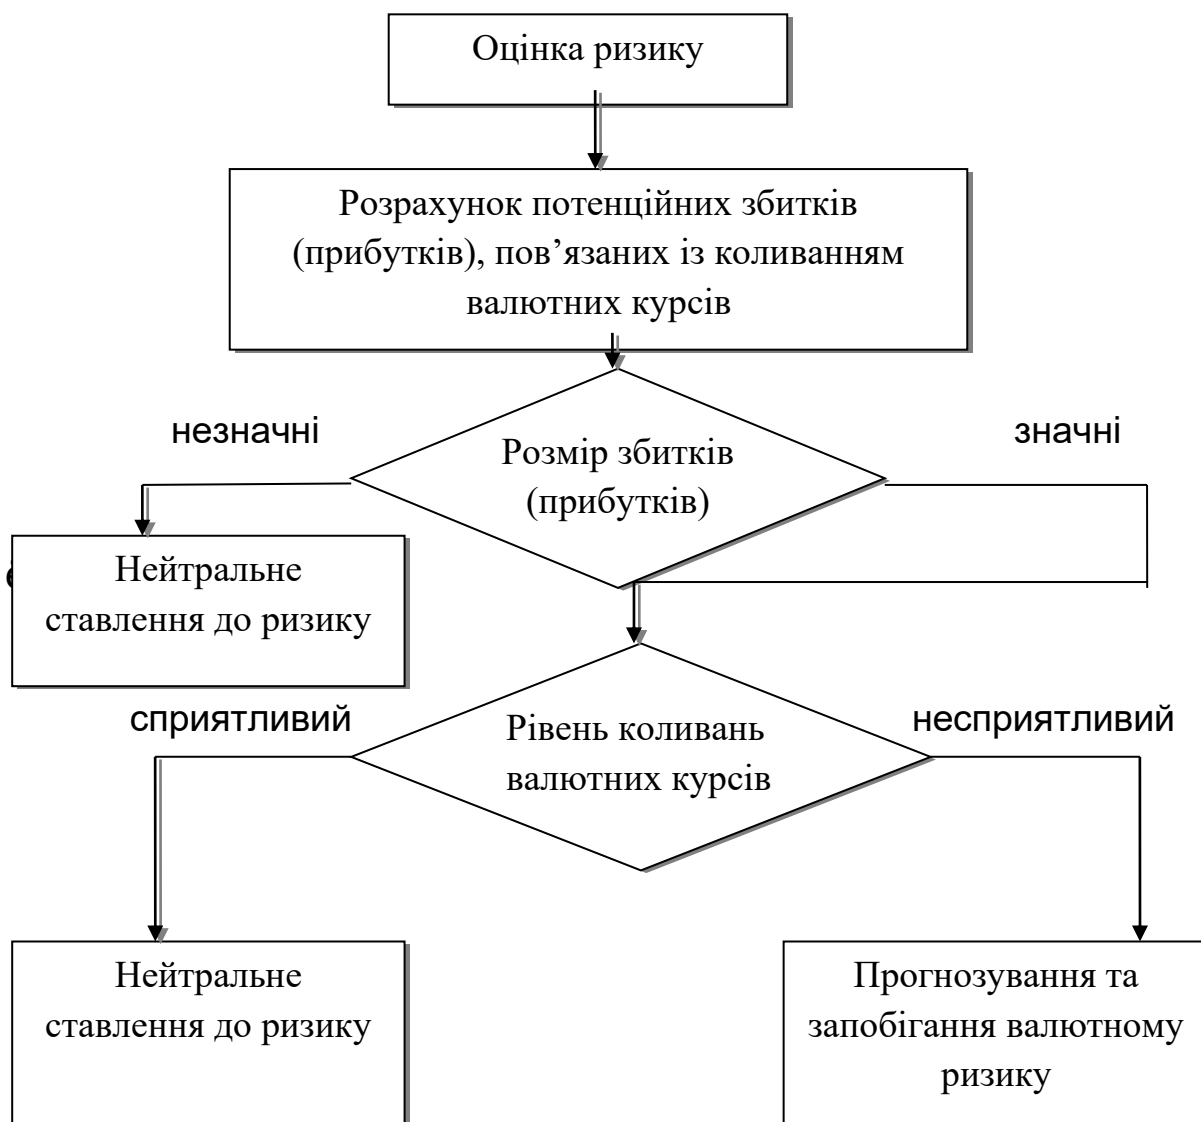 Оцінка ризику
Розрахунок потенційних збитків
(прибутків), пов’язаних із коливанням
валютних курсів
незначні
значні
Розмір збитків
(прибутків)
Нейтральне
ставлення до ризику
сприятливий
несприятливий
Рівень коливань
валютних курсів
Нейтральне
ставлення до ризику
Прогнозування та
запобігання валютному
ризику